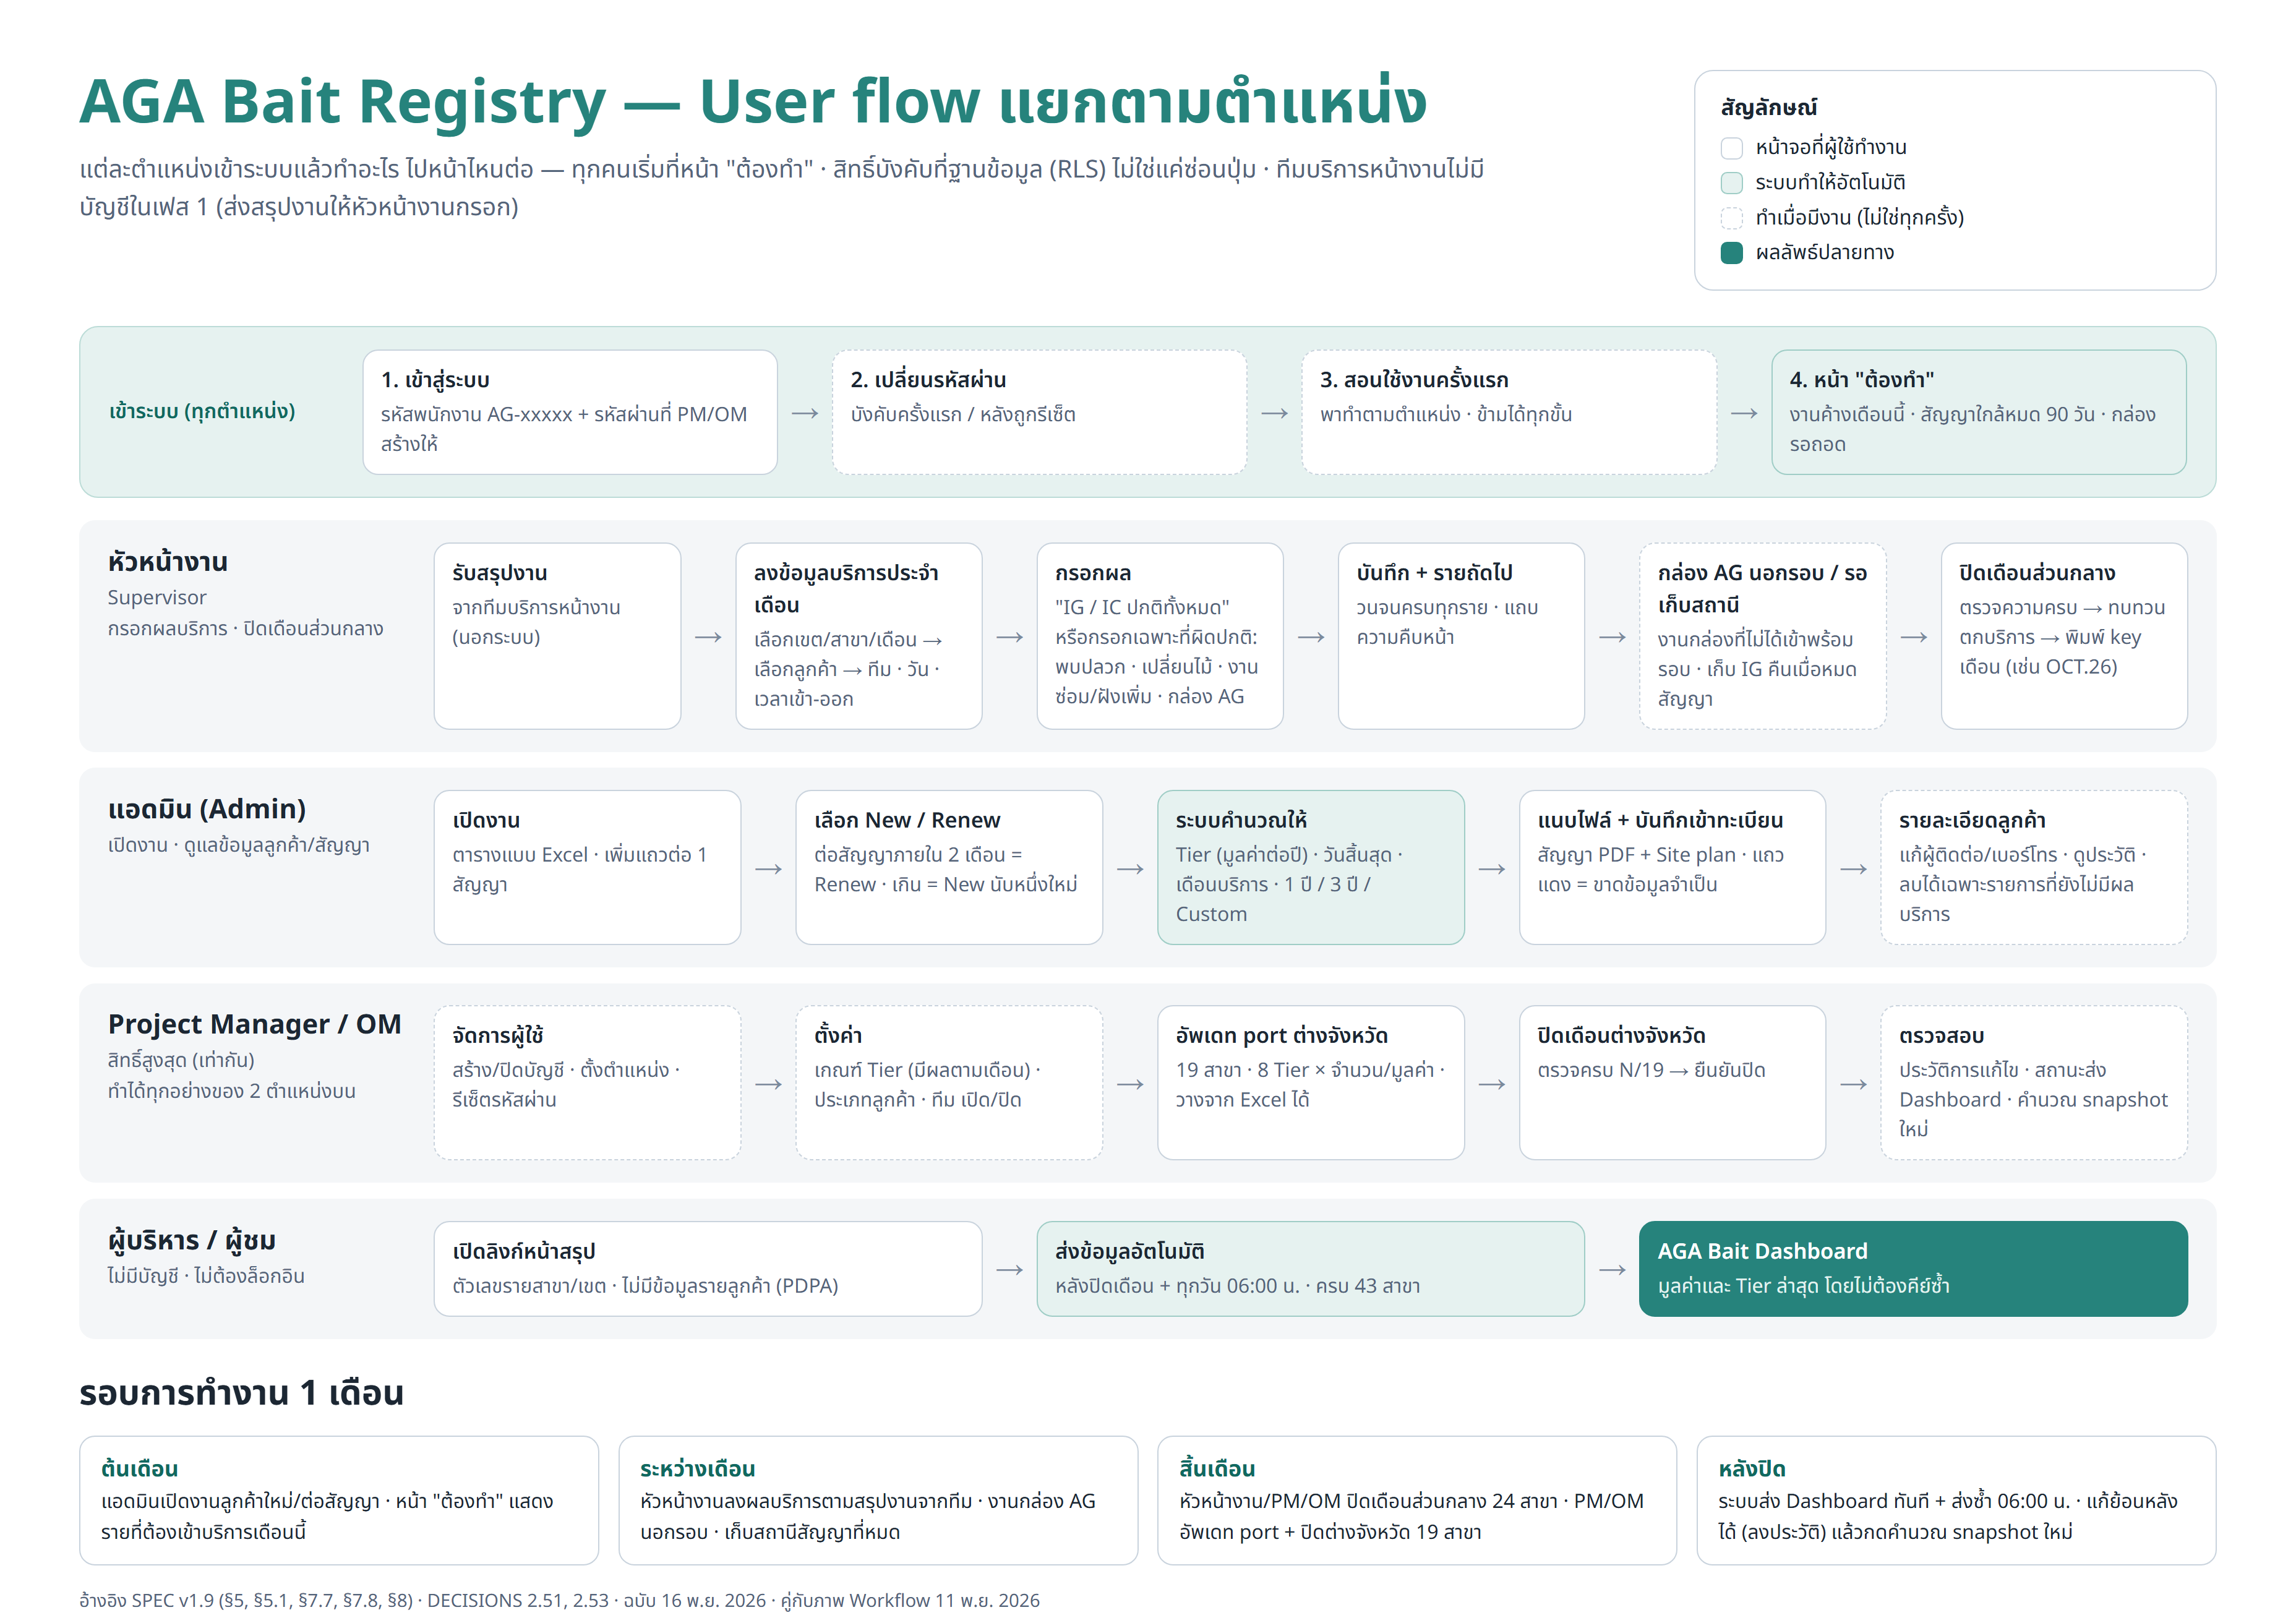 AGA Bait Registry — User flow แยกตามตำแหน่ง
แต่ละตำแหน่งเข้าระบบแล้วทำอะไร ไปหน้าไหนต่อ — ทุกคนเริ่มที่หน้า "ต้องทำ" · สิทธิ์บังคับที่ฐานข้อมูล (RLS) ไม่ใช่แค่ซ่อนปุ่ม · ทีมบริการหน้างานไม่มี
บัญชีในเฟส 1 (ส่งสรุปงานให้หัวหน้างานกรอก)
สัญลักษณ์
หน้าจอที่ผู้ใช้ทำงาน
ระบบทำให้อัตโนมัติ
ทำเมื่อมีงาน (ไม่ใช่ทุกครั้ง)
ผลลัพธ์ปลายทาง
เข้าระบบ (ทุกตำแหน่ง)
1. เข้าสู่ระบบ
รหัสพนักงาน AG-xxxxx + รหัสผ่านที่ PM/OM
สร้างให้
→
2. เปลี่ยนรหัสผ่าน
บังคับครั้งแรก / หลังถูกรีเซ็ต
→
3. สอนใช้งานครั้งแรก
พาทำตามตำแหน่ง · ข้ามได้ทุกขั้น
→
4. หน้า "ต้องทำ"
งานค้างเดือนนี้ · สัญญาใกล้หมด 90 วัน · กล่อง
รอถอด
หัวหน้างาน
Supervisor
กรอกผลบริการ · ปิดเดือนส่วนกลาง
รับสรุปงาน
จากทีมบริการหน้างาน
(นอกระบบ)
→
ลงข้อมูลบริการประจำ
เดือน
เลือกเขต/สาขา/เดือน →
เลือกลูกค้า → ทีม · วัน ·
เวลาเข้า-ออก
→
กรอกผล
"IG / IC ปกติทั้งหมด"
หรือกรอกเฉพาะที่ผิดปกติ:
พบปลวก · เปลี่ยนไม้ · งาน
ซ่อม/ฝังเพิ่ม · กล่อง AG
→
บันทึก + รายถัดไป
วนจนครบทุกราย · แถบ
ความคืบหน้า
→
กล่อง AG นอกรอบ / รอ
เก็บสถานี
งานกล่องที่ไม่ได้เข้าพร้อม
รอบ · เก็บ IG คืนเมื่อหมด
สัญญา
→
ปิดเดือนส่วนกลาง
ตรวจความครบ → ทบทวน
ตกบริการ → พิมพ์ key
เดือน (เช่น OCT.26)
แอดมิน (Admin)
เปิดงาน · ดูแลข้อมูลลูกค้า/สัญญา
เปิดงาน
ตารางแบบ Excel · เพิ่มแถวต่อ 1
สัญญา
→
เลือก New / Renew
ต่อสัญญาภายใน 2 เดือน =
Renew · เกิน = New นับหนึ่งใหม่
→
ระบบคำนวณให้
Tier (มูลค่าต่อปี) · วันสิ้นสุด ·
เดือนบริการ · 1 ปี / 3 ปี /
Custom
→
แนบไฟล์ + บันทึกเข้าทะเบียน
สัญญา PDF + Site plan · แถว
แดง = ขาดข้อมูลจำเป็น
→
รายละเอียดลูกค้า
แก้ผู้ติดต่อ/เบอร์โทร · ดูประวัติ ·
ลบได้เฉพาะรายการที่ยังไม่มีผล
บริการ
Project Manager / OM
สิทธิ์สูงสุด (เท่ากัน)
ทำได้ทุกอย่างของ 2 ตำแหน่งบน
จัดการผู้ใช้
สร้าง/ปิดบัญชี · ตั้งตำแหน่ง ·
รีเซ็ตรหัสผ่าน
→
ตั้งค่า
เกณฑ์ Tier (มีผลตามเดือน) ·
ประเภทลูกค้า · ทีม เปิด/ปิด
→
อัพเดท port ต่างจังหวัด
19 สาขา · 8 Tier × จำนวน/มูลค่า ·
วางจาก Excel ได้
→
ปิดเดือนต่างจังหวัด
ตรวจครบ N/19 → ยืนยันปิด
→
ตรวจสอบ
ประวัติการแก้ไข · สถานะส่ง
Dashboard · คำนวณ snapshot
ใหม่
ผู้บริหาร / ผู้ชม
ไม่มีบัญชี · ไม่ต้องล็อกอิน
เปิดลิงก์หน้าสรุป
ตัวเลขรายสาขา/เขต · ไม่มีข้อมูลรายลูกค้า (PDPA)
→
ส่งข้อมูลอัตโนมัติ
หลังปิดเดือน + ทุกวัน 06:00 น. · ครบ 43 สาขา
→
AGA Bait Dashboard
มูลค่าและ Tier ล่าสุด โดยไม่ต้องคีย์ซ้ำ
รอบการทำงาน 1 เดือน
ต้นเดือน
แอดมินเปิดงานลูกค้าใหม่/ต่อสัญญา · หน้า "ต้องทำ" แสดง
รายที่ต้องเข้าบริการเดือนนี้
ระหว่างเดือน
หัวหน้างานลงผลบริการตามสรุปงานจากทีม · งานกล่อง AG
นอกรอบ · เก็บสถานีสัญญาที่หมด
สิ้นเดือน
หัวหน้างาน/PM/OM ปิดเดือนส่วนกลาง 24 สาขา · PM/OM
อัพเดท port + ปิดต่างจังหวัด 19 สาขา
หลังปิด
ระบบส่ง Dashboard ทันที + ส่งซ้ำ 06:00 น. · แก้ย้อนหลัง
ได้ (ลงประวัติ) แล้วกดคำนวณ snapshot ใหม่
อ้างอิง SPEC v1.9 (§5, §5.1, §7.7, §7.8, §8) · DECISIONS 2.51, 2.53 · ฉบับ 16 พ.ย. 2026 · คู่กับภาพ Workflow 11 พ.ย. 2026